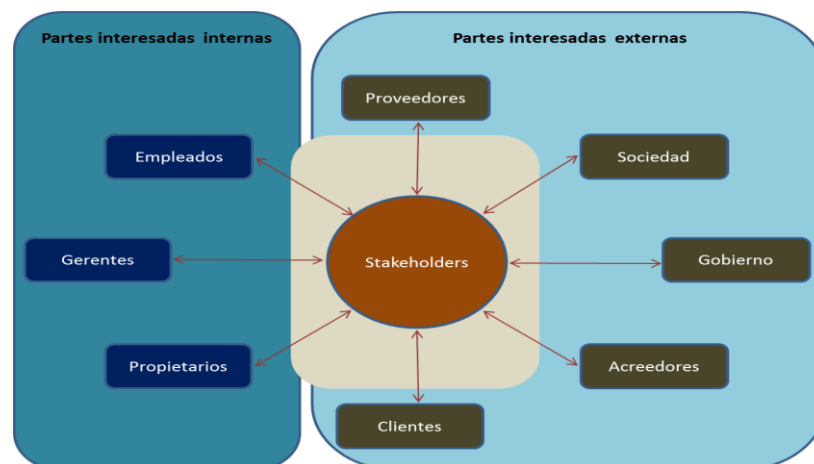 Partes interesadas internas
Partes interesadas externas
Proveedores
Empleados
Sociedad
Gerentes
Stakeholders
Gobierno
Propietarios
Acreedores
Clientes